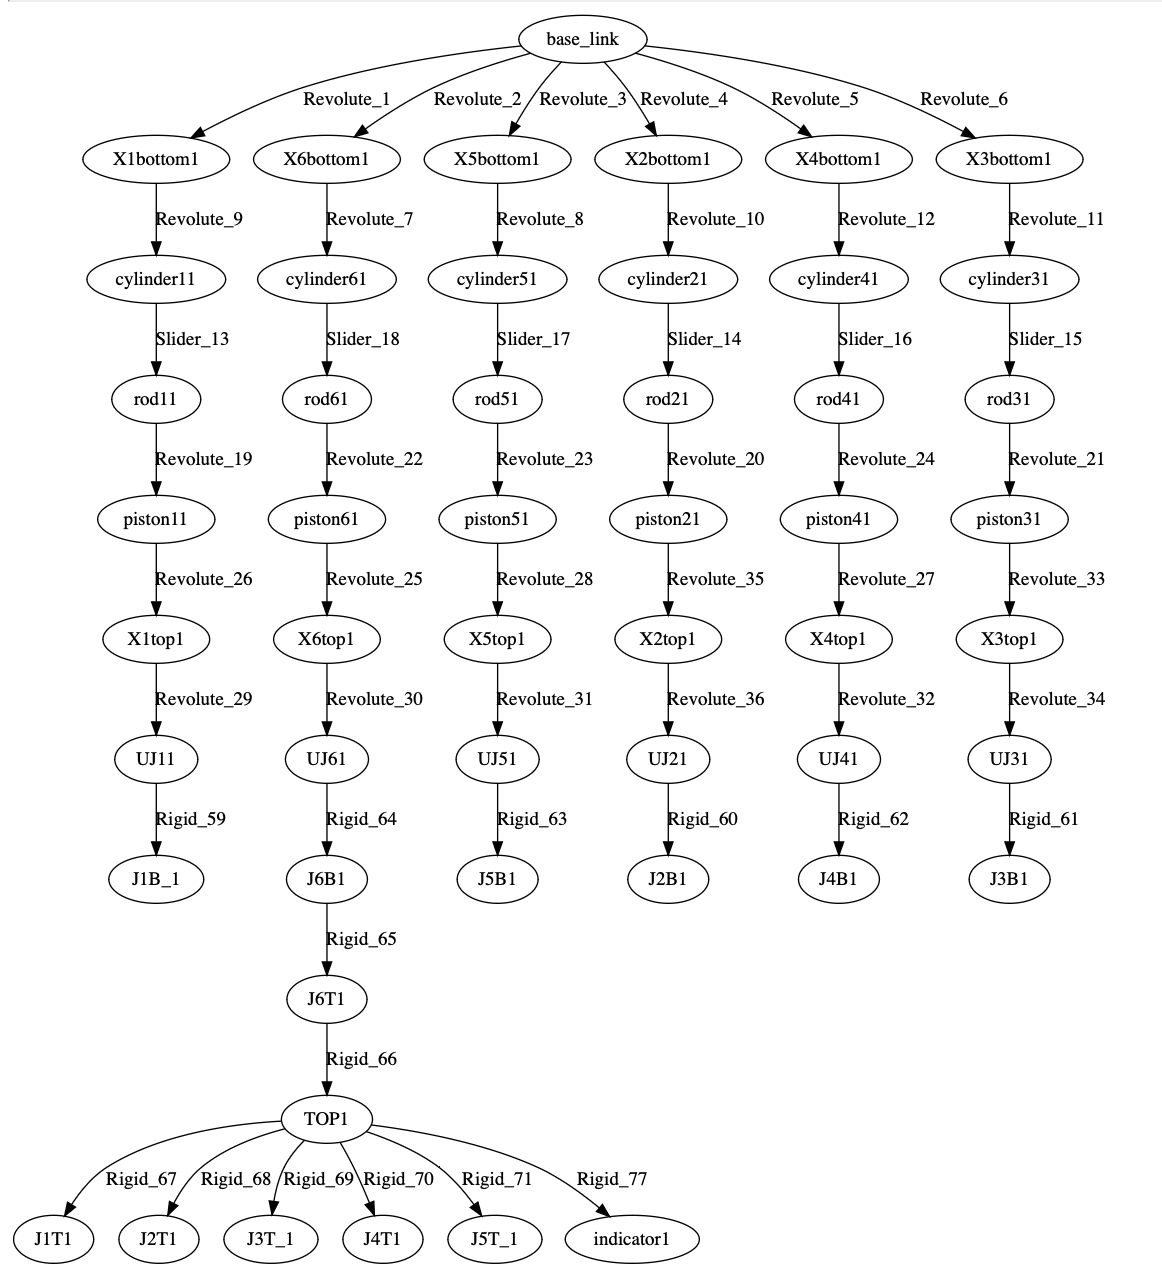 base_link
Revolute_1 Revolute_2 Revolute_3 Revolute_4 Revolute_5 Revolute_6
X1bottom1 X6bottom1 X5bottom1 X2bottom1 X4bottom1 X3bottom1
Revolute_9 Revolute_7 Revolute_8 Revolute_10 Revolute_12 Revolute_11
cylinder11 cylinder61 cylinder51 cylinder21 cylinder41 cylinder31
Slider_13 Slider_18 Slider_17 Slider_14 Slider_16 Slider_15
rod11 rod61 rod51 rod21 rod41 rod31
Revolute_19 Revolute_22 Revolute_23 Revolute_20 Revolute_24 Revolute_21
piston11 piston61 piston51 piston21 piston41 piston31
Revolute_26 Revolute_25 Revolute_28 Revolute_35 Revolute_27 Revolute_33
X1top1 X6top1 X5top1 X2top1 X4top1 X3top1
Revolute_29 Revolute_30 Revolute_31 Revolute_36 Revolute_32 Revolute_34
UJ11 UJ61 UJ51 UJ21 UJ41 UJ31
Rigid_59 Rigid_64 Rigid_63 Rigid_60 Rigid_62 Rigid_61
J1B_1 J6B1 J5B1 J2B1 J4B1 J3B1
Rigid_65
J6T1
Rigid_66
TOP1
Rigid_67 Rigid_68 Rigid_69 Rigid_70 Rigid_71 Rigid_77
J1T1 J2T1 J3T_1 J4T1 J5T_1 indicator1